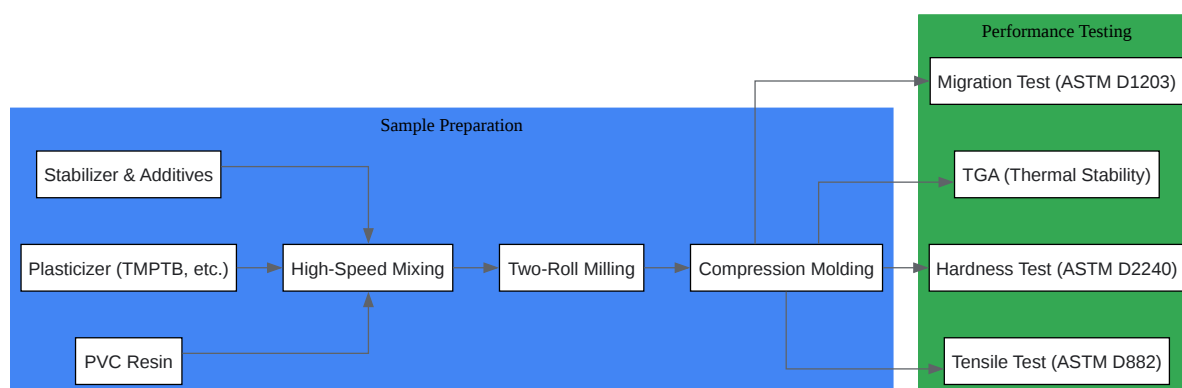 Performance Testing
Migration Test (ASTM D1203)
Sample Preparation
Stabilizer & Additives
TGA (Thermal Stability)
Plasticizer (TMPTB, etc.)
High-Speed Mixing
Two-Roll Milling
Compression Molding
Hardness Test (ASTM D2240)
PVC Resin
Tensile Test (ASTM D882)